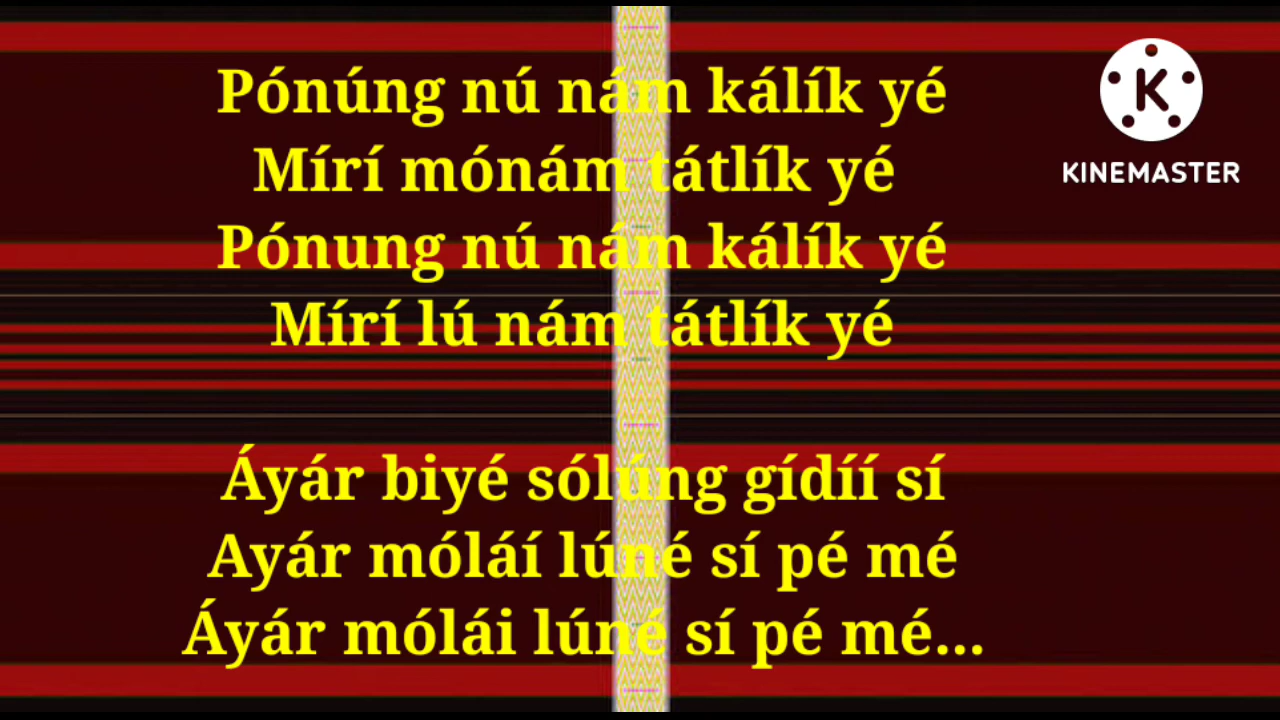 Pónúng nú nám kálík yé
Mírí mónám tátlík yé
Pónung nú nám kálík yé
Mírí lú nám tátlík yé
Áyár biyé sólúng gídíí sí
Ayár móláí lúné sí pé mé
Áyár mólái lúné sí pé mé...
K
KINEMASTER